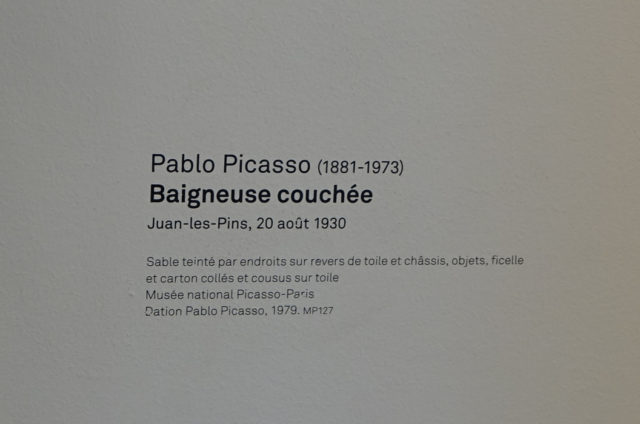 Pablo Picasso (1881-1973)
Baigneuse couchée
Juan-les-Pins, 20 août 1930
Sable teinté par endroits sur revers de toile et châssis, objets, ficelle
et carton collés et cousus sur toile
Musée national Picasso-Paris
Dation Pablo Picasso, 1979. MP127